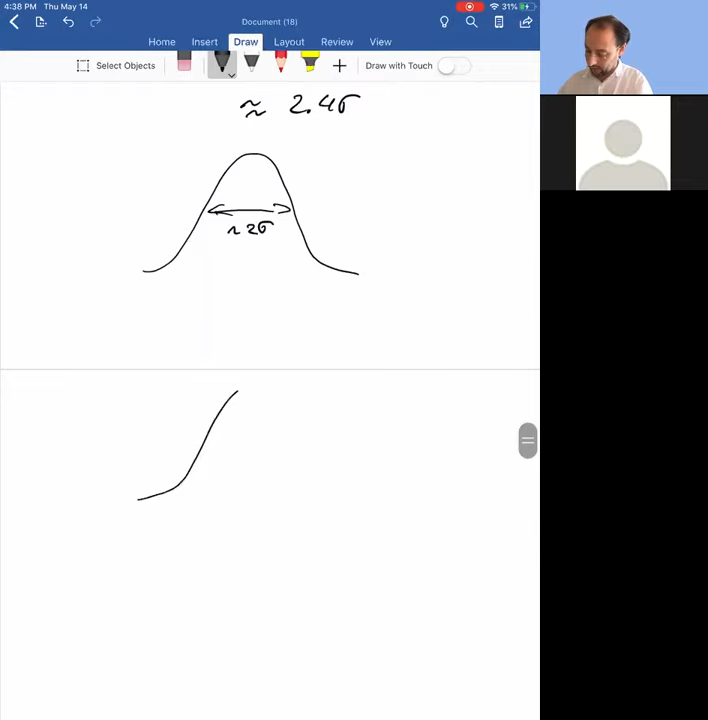 4:38 PM Thu May 14
31%
Document (18)
Home Insert Draw Layout Review View
Select Objects
Draw with Touch
≈ 2.4σ
~ 2σ